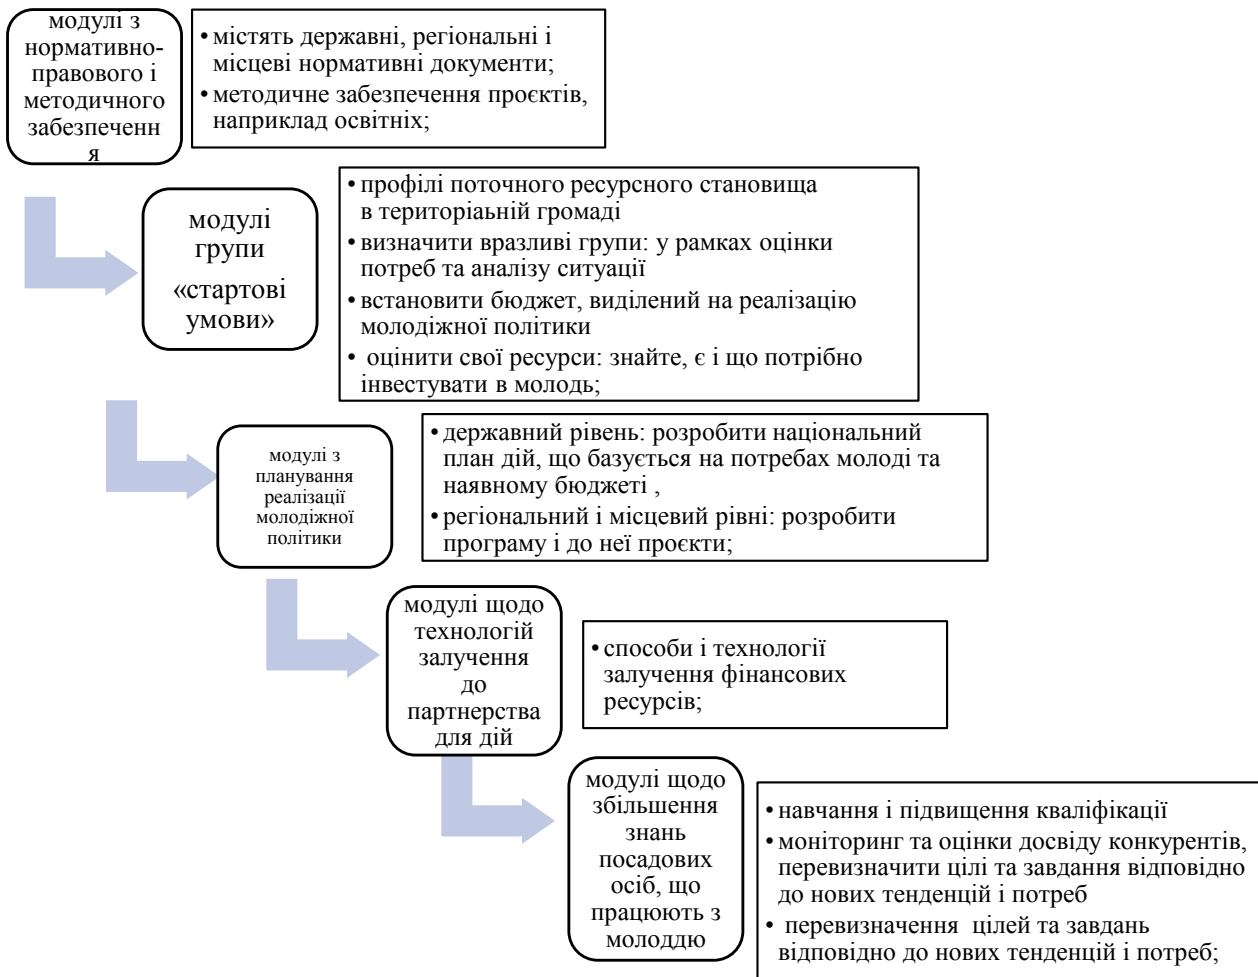 модулі з
нормативно-
правового і
методичного
забезпеченн
я
• містять державні, регіональні і
місцеві нормативні документи;
• методичне забезпечення проєктів,
наприклад освітніх;
модулі
групи
«стартові
умови»
• профілі поточного ресурсного становища
в територіаьній громаді
• визначити вразливі групи: у рамках оцінки
потреб та аналізу ситуації
• встановити бюджет, виділений на реалізацію
молодіжної політики
• оцінити свої ресурси: знайте, є і що потрібно
інвестувати в молодь;
модулі з
планування
реалізації
молодіжної
політики
• державний рівень: розробити національний
план дій, що базується на потребах молоді та
наявному бюджеті ,
• регіональний і місцевий рівні: розробити
програму і до неї проєкти;
модулі щодо
технологій
залучення
до
партнерства
для дій
• способи і технології
залучення фінансових
ресурсів;
модулі щодо
збільшення
знань
посадових
осіб, що
працюють з
молоддю
• навчання і підвищення кваліфікації
• моніторинг та оцінки досвіду конкурентів,
перевизначити цілі та завдання відповідно
до нових тенденцій і потреб
• перевизначення цілей та завдань
відповідно до нових тенденцій і потреб;